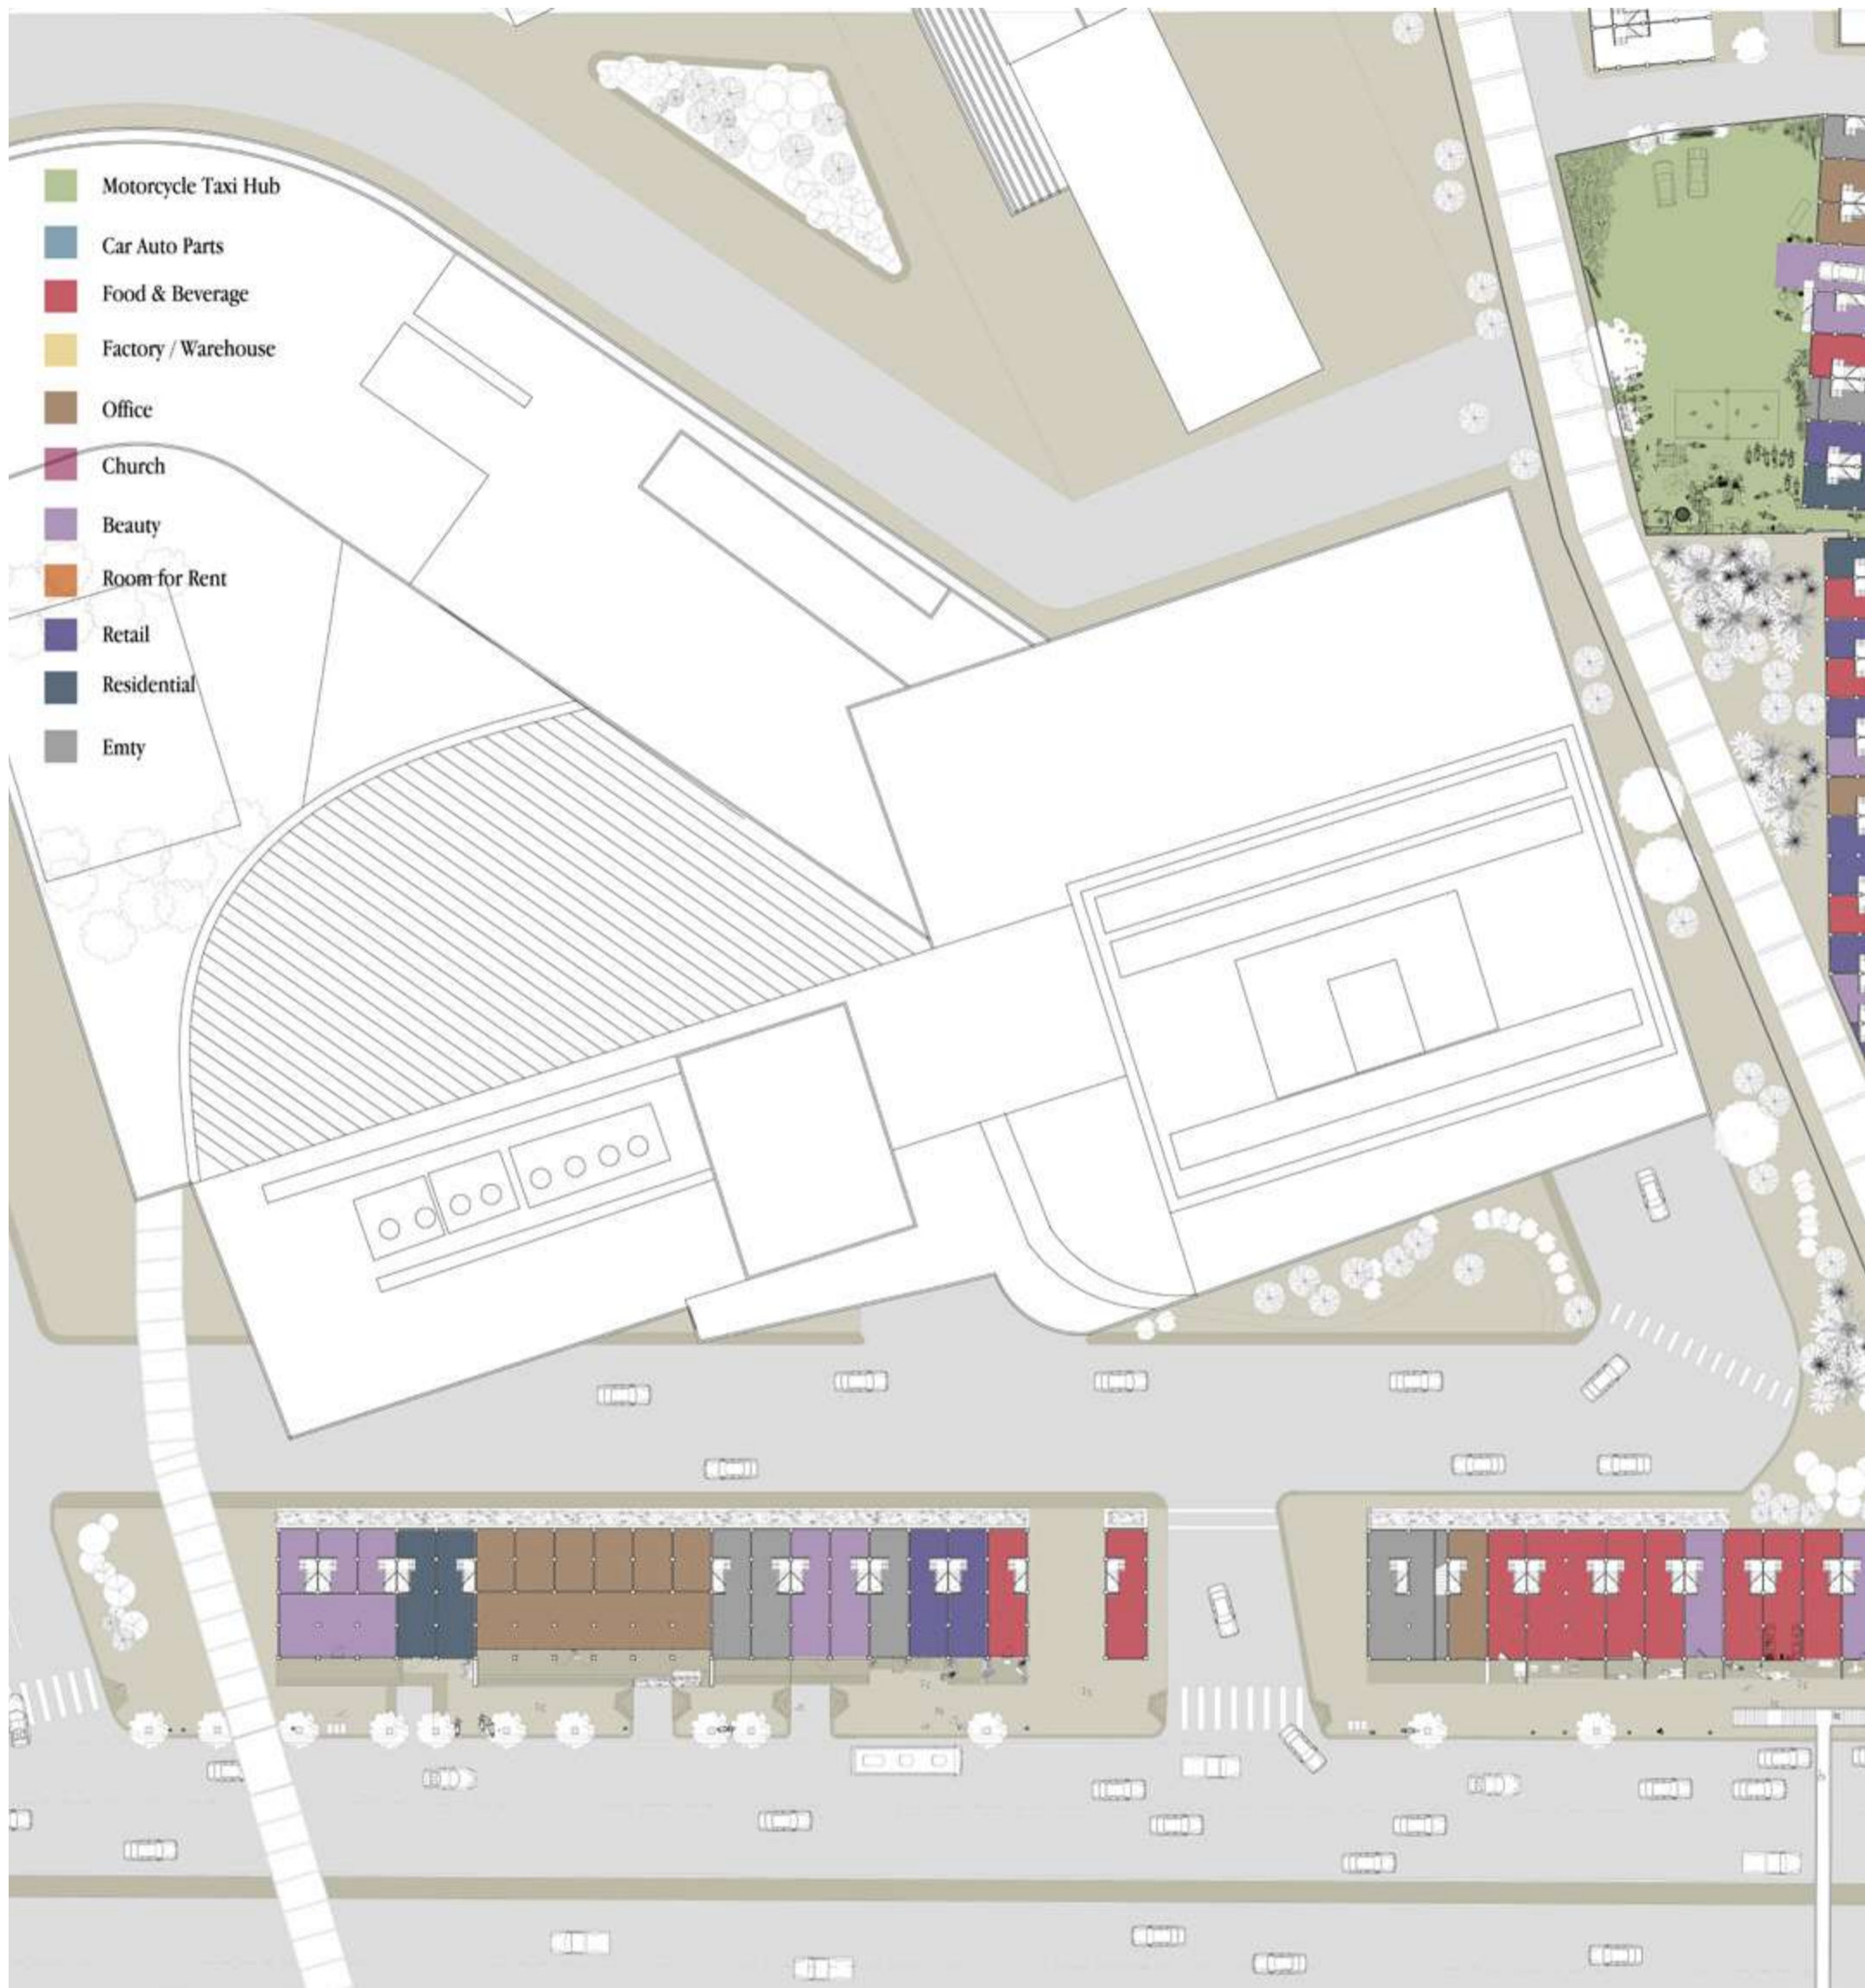 Motorcycle Taxi Hub
Car Auto Parts
Food & Beverage
Factory / Warehouse
Office
Church
Beauty
Room for Rent
Retail
Residential
Emty